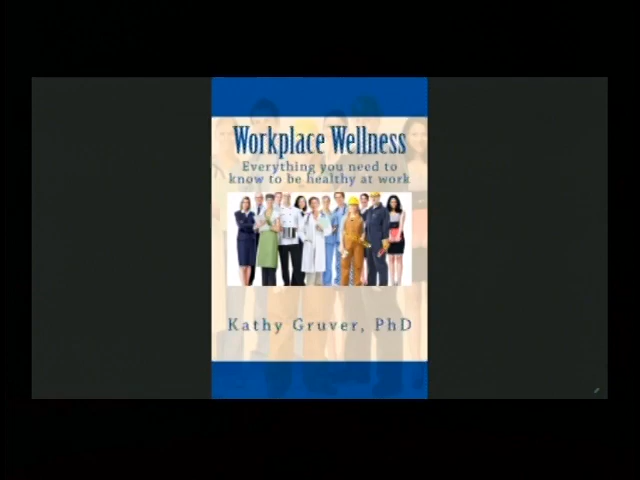 Workplace Wellness
Everything you need to
know to be healthy at work
Kathy Gruver, PhD